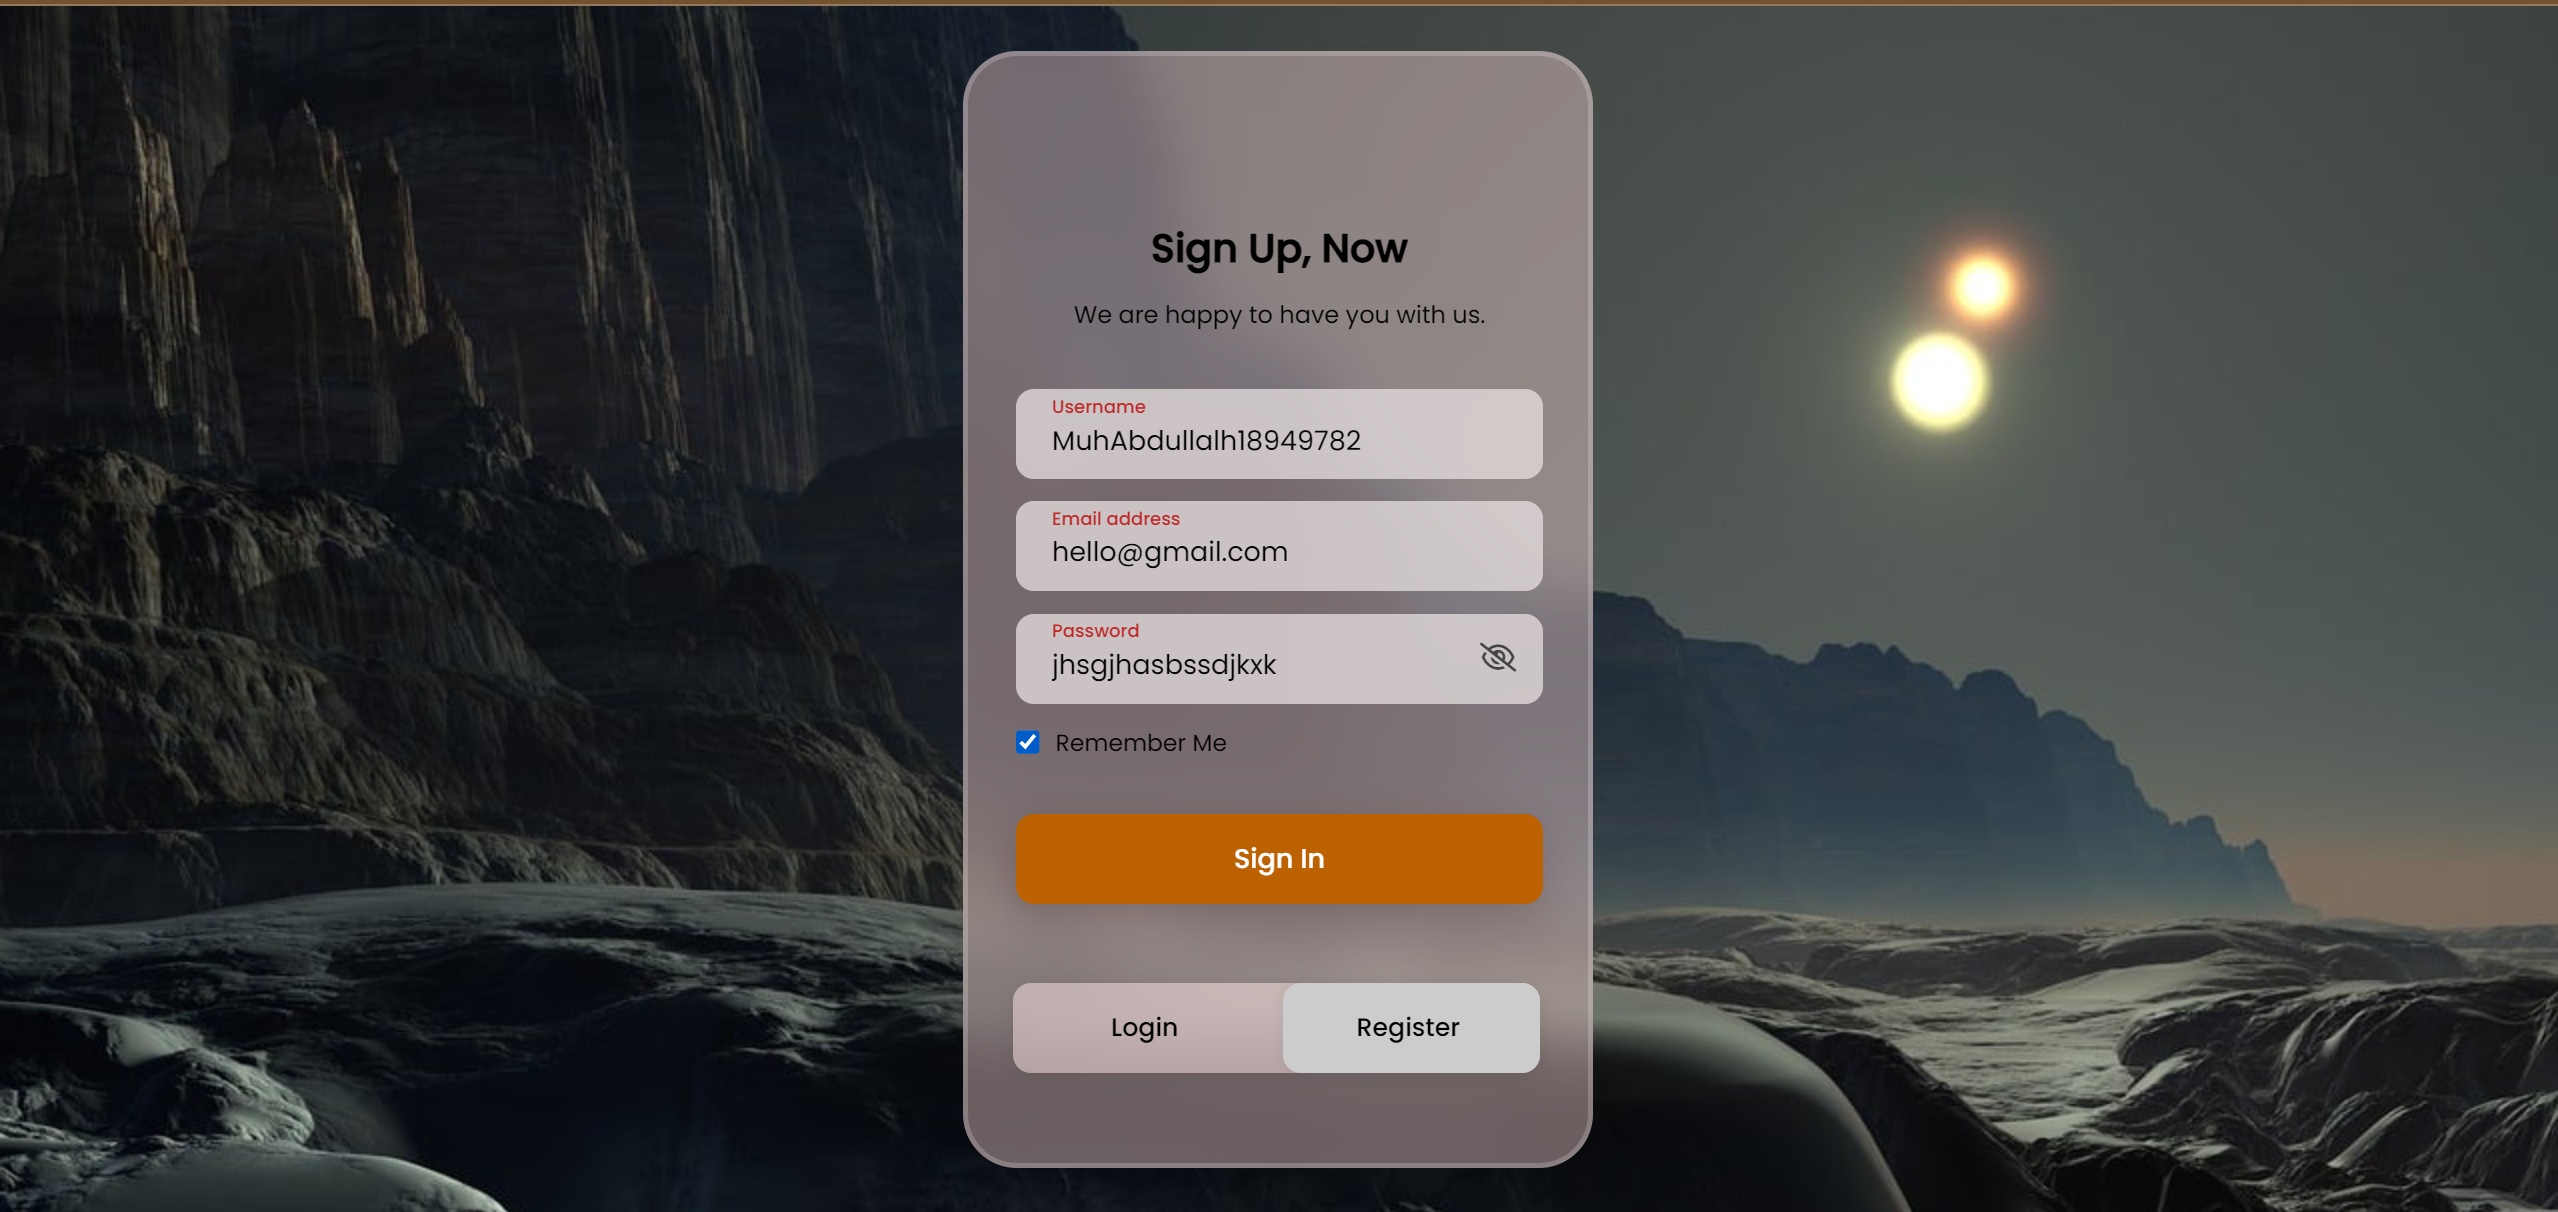 Sign Up, Now
We are happy to have you with us.
Username
MuhAbdullalh18949782
Email address
hello@gmail.com
Password
jhsgjhasbssdjkxk
Remember Me
Sign In
Login
Register